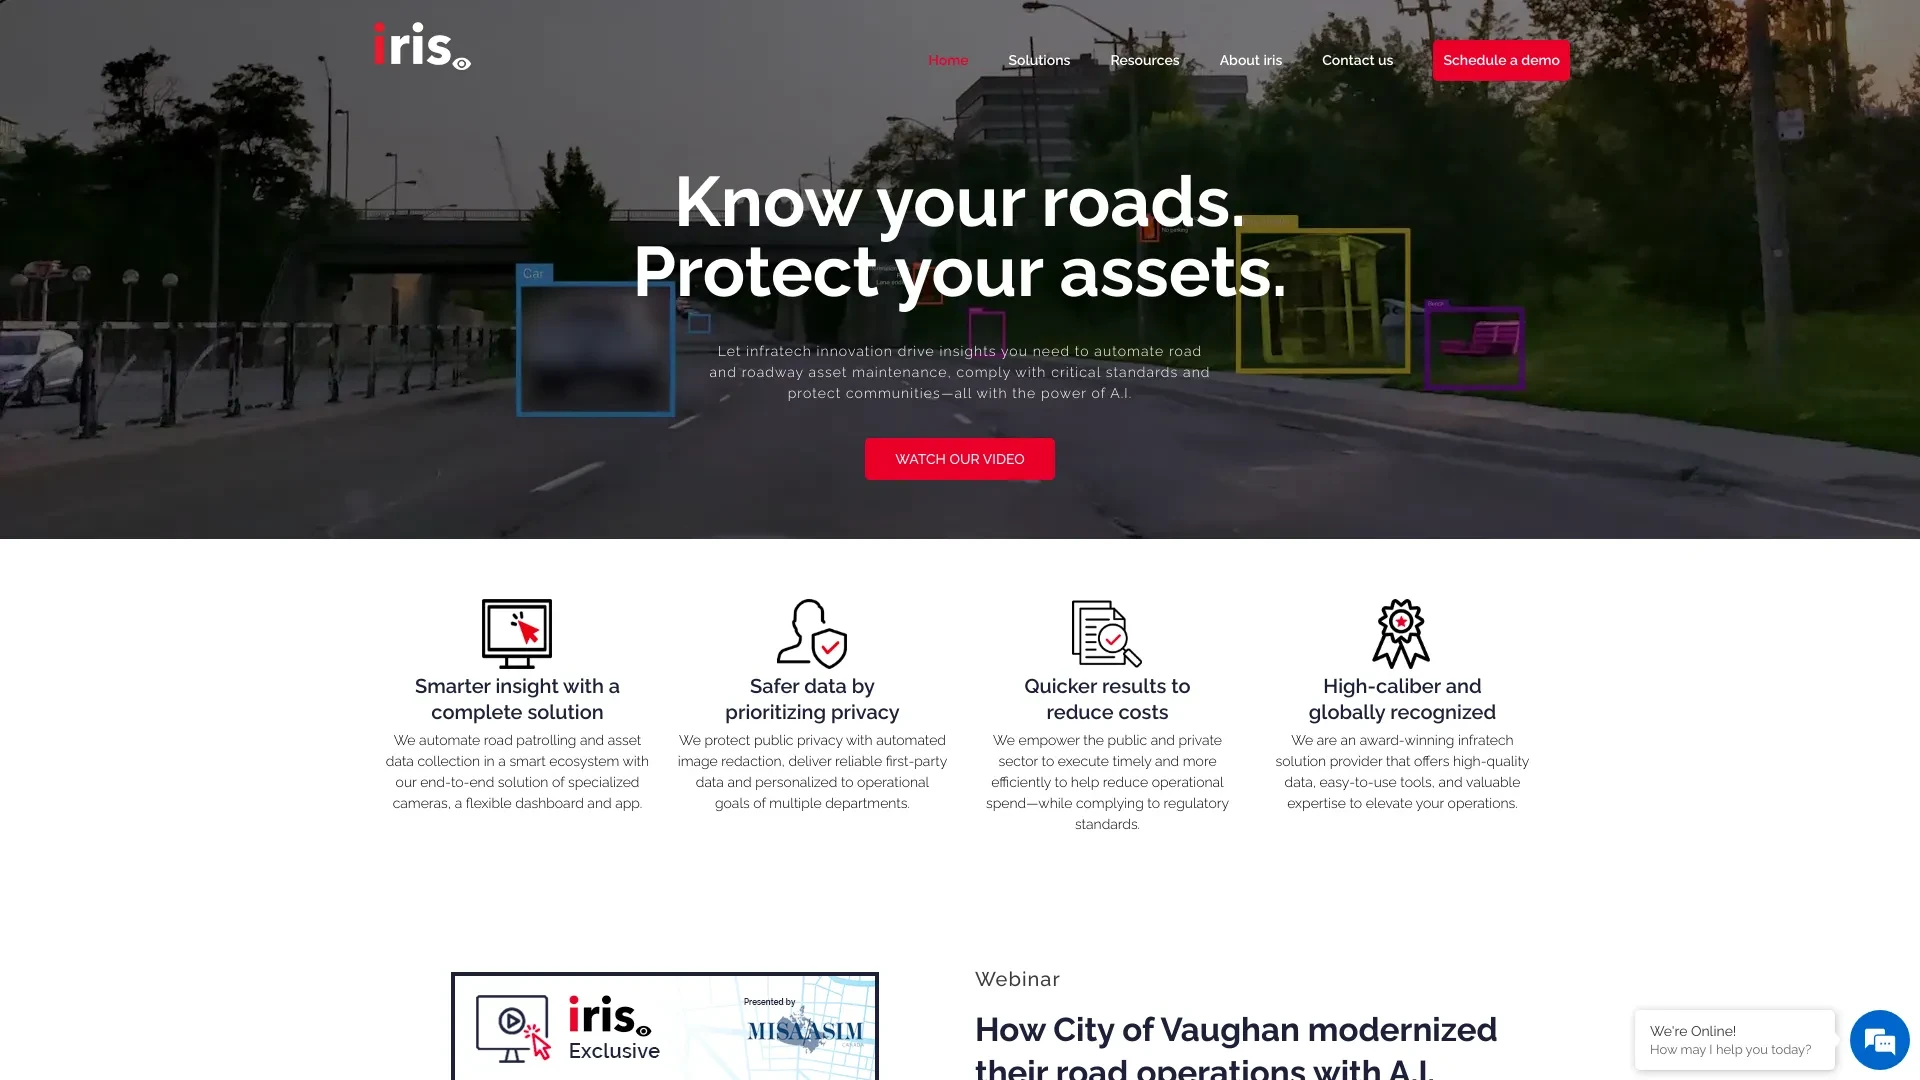 iris
Home
Solutions
Resources
About iris
Contact us
Schedule a demo
Know your roads.
Protect your assets.
Car
Let infratech innovation drive insights you need to automate road
and roadway asset maintenance, comply with critical standards and
protect communities—all with the power of A.I.
WATCH OUR VIDEO
Smarter insight with a
complete solution
We automate road patrolling and asset
data collection in a smart ecosystem with
our end-to-end solution of specialized
cameras, a flexible dashboard and app.
Safer data by
prioritizing privacy
We protect public privacy with automated
image redaction, deliver reliable first-party
data and personalized to operational
goals of multiple departments.
Quicker results to
reduce costs
We empower the public and private
sector to execute timely and more
efficiently to help reduce operational
spend—while complying to regulatory
standards.
High-caliber and
globally recognized
We are an award-winning infratech
solution provider that offers high-quality
data, easy-to-use tools, and valuable
expertise to elevate your operations.
iris
Exclusive
Presented by
MISA ASIM
CANADA
Webinar
How City of Vaughan modernized
their road operations with A.I.
We're Online!
How may I help you today?